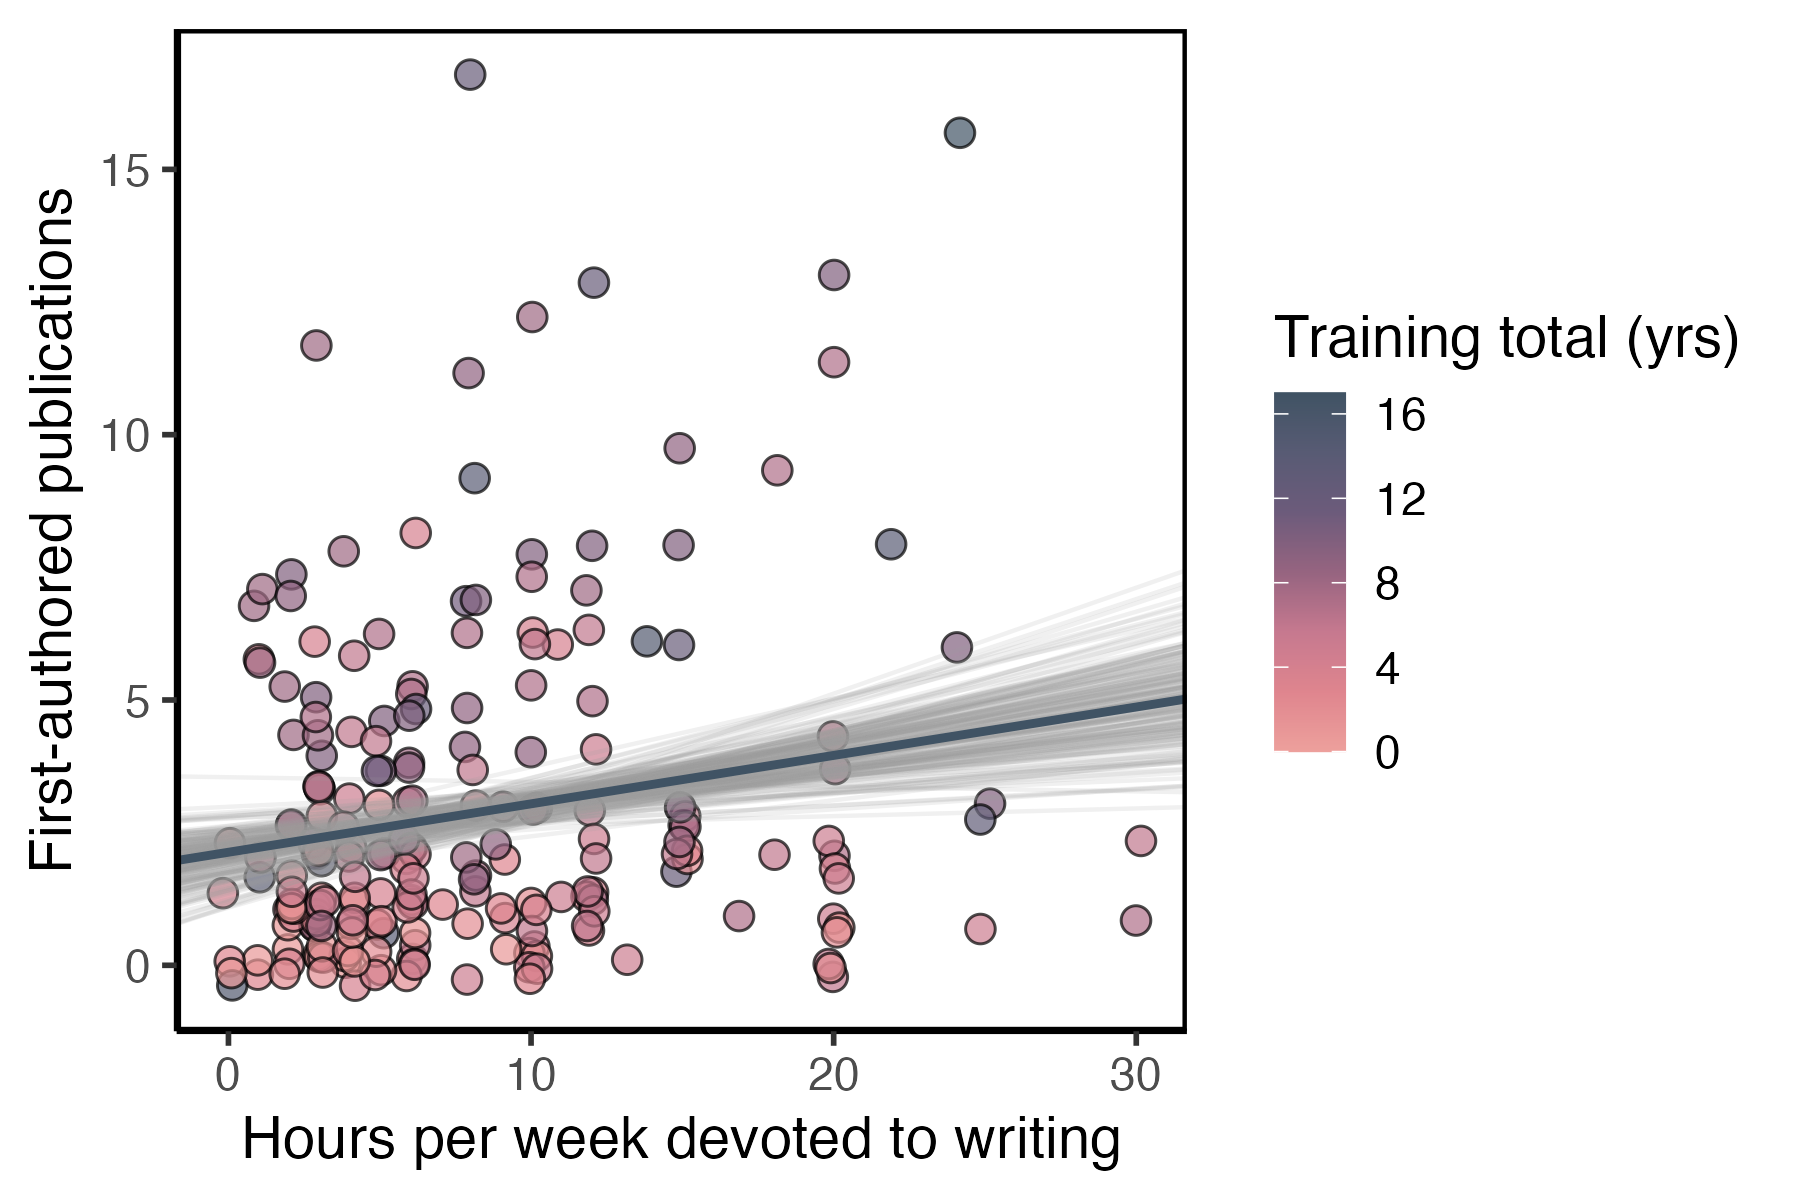 First-authored publications
15
10
5
0
0 10 20 30
Hours per week devoted to writing
Training total (yrs)
16
12
8
4
0